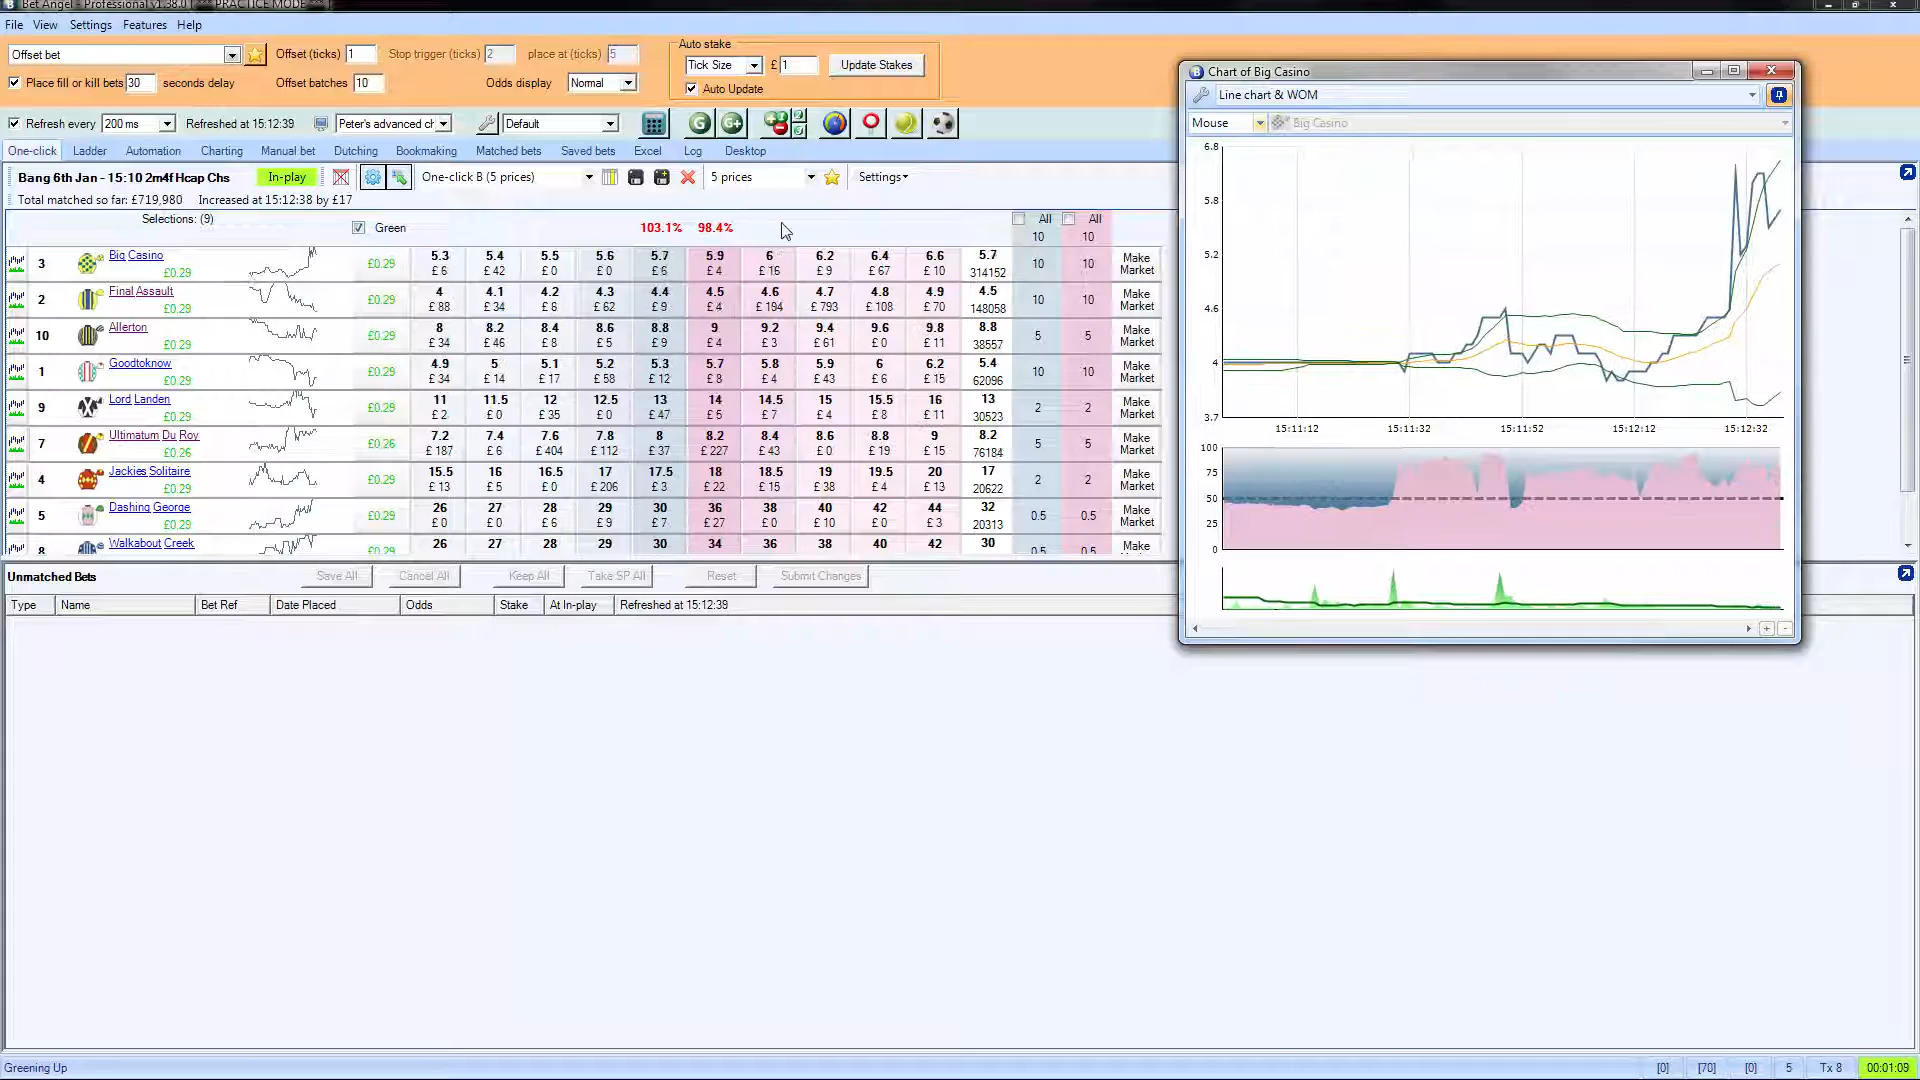 Bet Angel - Professional v1.38.0 [ *** PRACTICE MODE *** ]
File View Settings Features Help
Offset bet Offset (ticks) 1 Stop trigger (ticks) 2 place at (ticks) 5
Place fill or kill bets 30 seconds delay Offset batches 10 Odds display Normal
Auto stake
Tick Size £ 1 Update Stakes
Auto Update
Refresh every 200 ms Refreshed at 15:12:39 Peter's advanced ch Default G G+
One-click Ladder Automation Charting Manual bet Dutching Bookmaking Matched bets Saved bets Excel Log Desktop
Bang 6th Jan - 15:10 2m4f Hcap Chs In-play One-click B (5 prices) 5 prices Settings
Total matched so far: £719,980 Increased at 15:12:38 by £17
Selections: (9) Green 103.1% 98.4% All All
10 10
3 Big Casino £0.29 5.3 5.4 5.5 5.6 5.7 5.9 6 6.2 6.4 6.6 5.7 10 10 Make Market
£0.29 £ 6 £ 42 £ 0 £ 0 £ 6 £ 4 £ 16 £ 9 £ 67 £ 10 314152
2 Final Assault £0.29 4 4.1 4.2 4.3 4.4 4.5 4.6 4.7 4.8 4.9 4.5 10 10 Make Market
£0.29 £ 88 £ 34 £ 6 £ 62 £ 9 £ 4 £ 194 £ 793 £ 108 £ 70 148058
10 Allerton £0.29 8 8.2 8.4 8.6 8.8 9 9.2 9.4 9.6 9.8 8.8 5 5 Make Market
£0.29 £ 34 £ 46 £ 8 £ 5 £ 9 £ 4 £ 3 £ 61 £ 0 £ 11 38557
1 Goodtoknow £0.29 4.9 5 5.1 5.2 5.3 5.7 5.8 5.9 6 6.2 5.4 10 10 Make Market
£0.29 £ 34 £ 14 £ 17 £ 58 £ 12 £ 8 £ 4 £ 43 £ 6 £ 15 62096
9 Lord Landen £0.29 11 11.5 12 12.5 13 14 14.5 15 15.5 16 13 2 2 Make Market
£0.29 £ 2 £ 0 £ 35 £ 0 £ 47 £ 5 £ 7 £ 4 £ 8 £ 11 30523
7 Ultimatum Du Roy £0.26 7.2 7.4 7.6 7.8 8 8.2 8.4 8.6 8.8 9 8.2 5 5 Make Market
£0.26 £ 187 £ 6 £ 404 £ 112 £ 37 £ 227 £ 43 £ 0 £ 19 £ 15 76184
4 Jackies Solitaire £0.29 15.5 16 16.5 17 17.5 18 18.5 19 19.5 20 17 2 2 Make Market
£0.29 £ 13 £ 5 £ 0 £ 206 £ 3 £ 22 £ 15 £ 38 £ 4 £ 13 20622
5 Dashing George £0.29 26 27 28 29 30 36 38 40 42 44 32 0.5 0.5 Make Market
£0.29 £ 0 £ 0 £ 6 £ 9 £ 7 £ 27 £ 0 £ 10 £ 0 £ 3 20313
8 Walkabout Creek £0.29 26 27 28 29 30 34 36 38 40 42 30 0.5 0.5 Make
Unmatched Bets Save All Cancel All Keep All Take SP All Reset Submit Changes
Type Name Bet Ref Date Placed Odds Stake At In-play Refreshed at 15:12:39
Chart of Big Casino
Line chart & WOM
Mouse Big Casino
6.8
5.8
5.2
4.6
4
3.7
15:11:12 15:11:32 15:11:52 15:12:12 15:12:32
100
75
50
25
0
Greening Up [0] [70] [0] 5 Tx 8 00:01:09